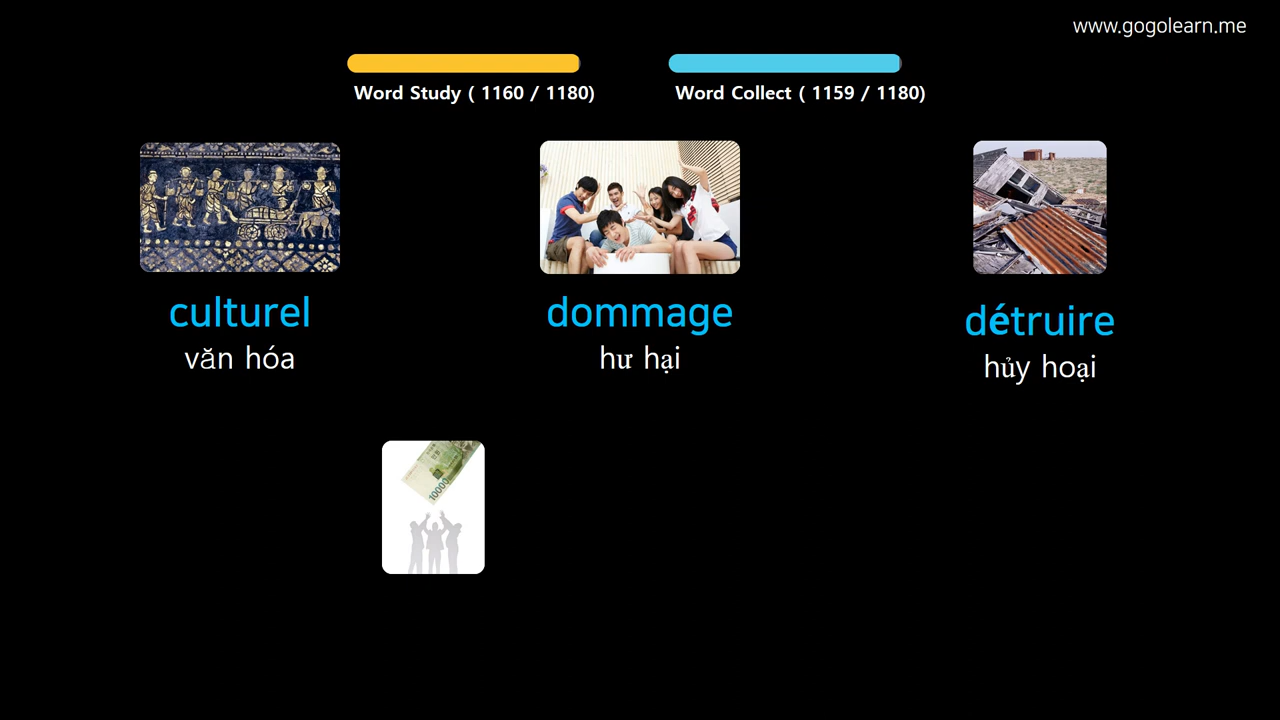 www.gogolearn.me
Word Study ( 1160 / 1180)
Word Collect ( 1159 / 1180)
culturel
dommage
détruire
văn hóa
hư hại
hủy hoại
10000